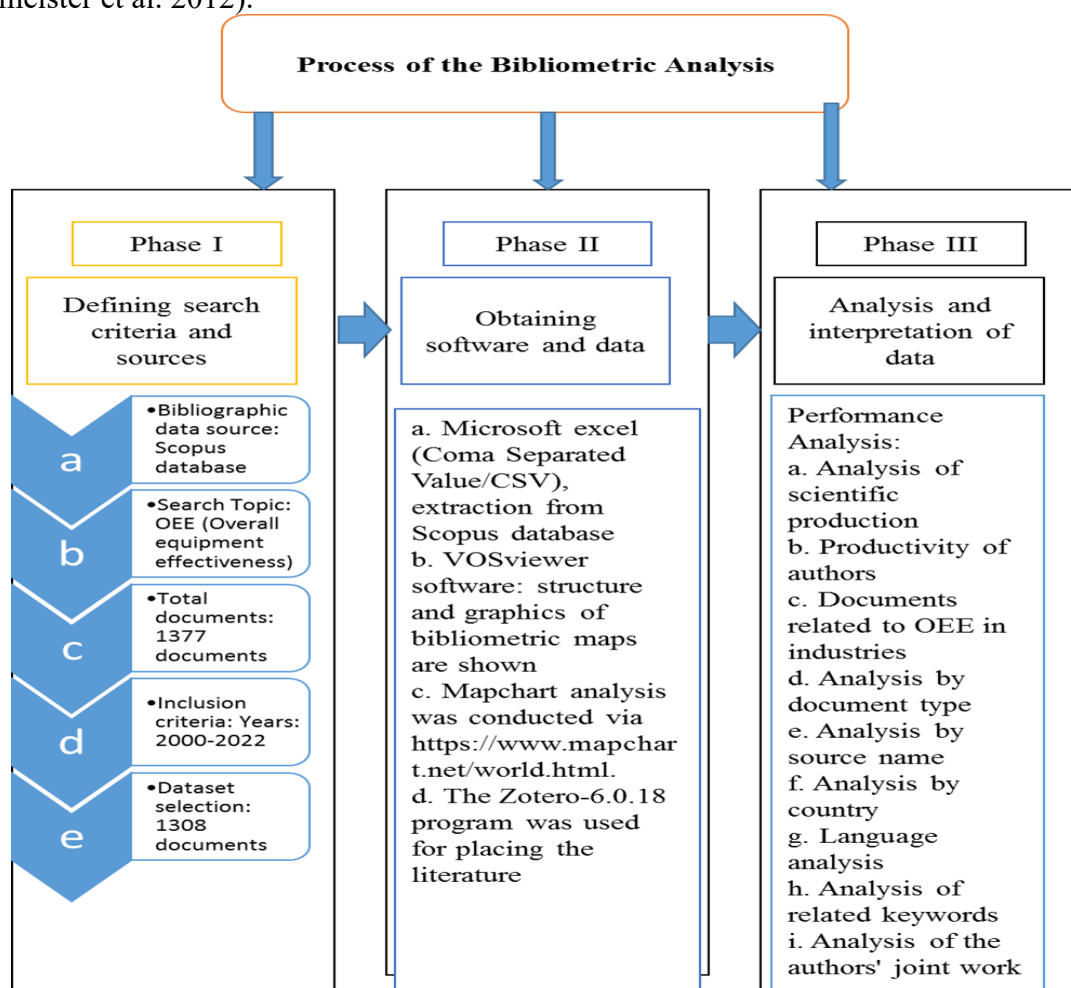 meister et al. 2012).
Process of the Bibliometric Analysis
Phase I
Defining search
criteria and
sources
a
•Bibliographic
data source:
Scopus
database
b
•Search Topic:
OEE (Overall
equipment
effectiveness)
c
•Total
documents:
1377
documents
d
•Inclusion
criteria: Years:
2000-2022
e
•Dataset
selection:
1308
documents
Phase II
Obtaining
software and data
a. Microsoft excel
(Coma Separated
Value/CSV),
extraction from
Scopus database
b. VOSviewer
software: structure
and graphics of
bibliometric maps
are shown
c. Mapchart analysis
was conducted via
https://www.mapchar
t.net/world.html.
d. The Zotero-6.0.18
program was used
for placing the
literature
Phase III
Analysis and
interpretation of
data
Performance
Analysis:
a. Analysis of
scientific
production
b. Productivity of
authors
c. Documents
related to OEE in
industries
d. Analysis by
document type
e. Analysis by
source name
f. Analysis by
country
g. Language
analysis
h. Analysis of
related keywords
i. Analysis of the
authors' joint work